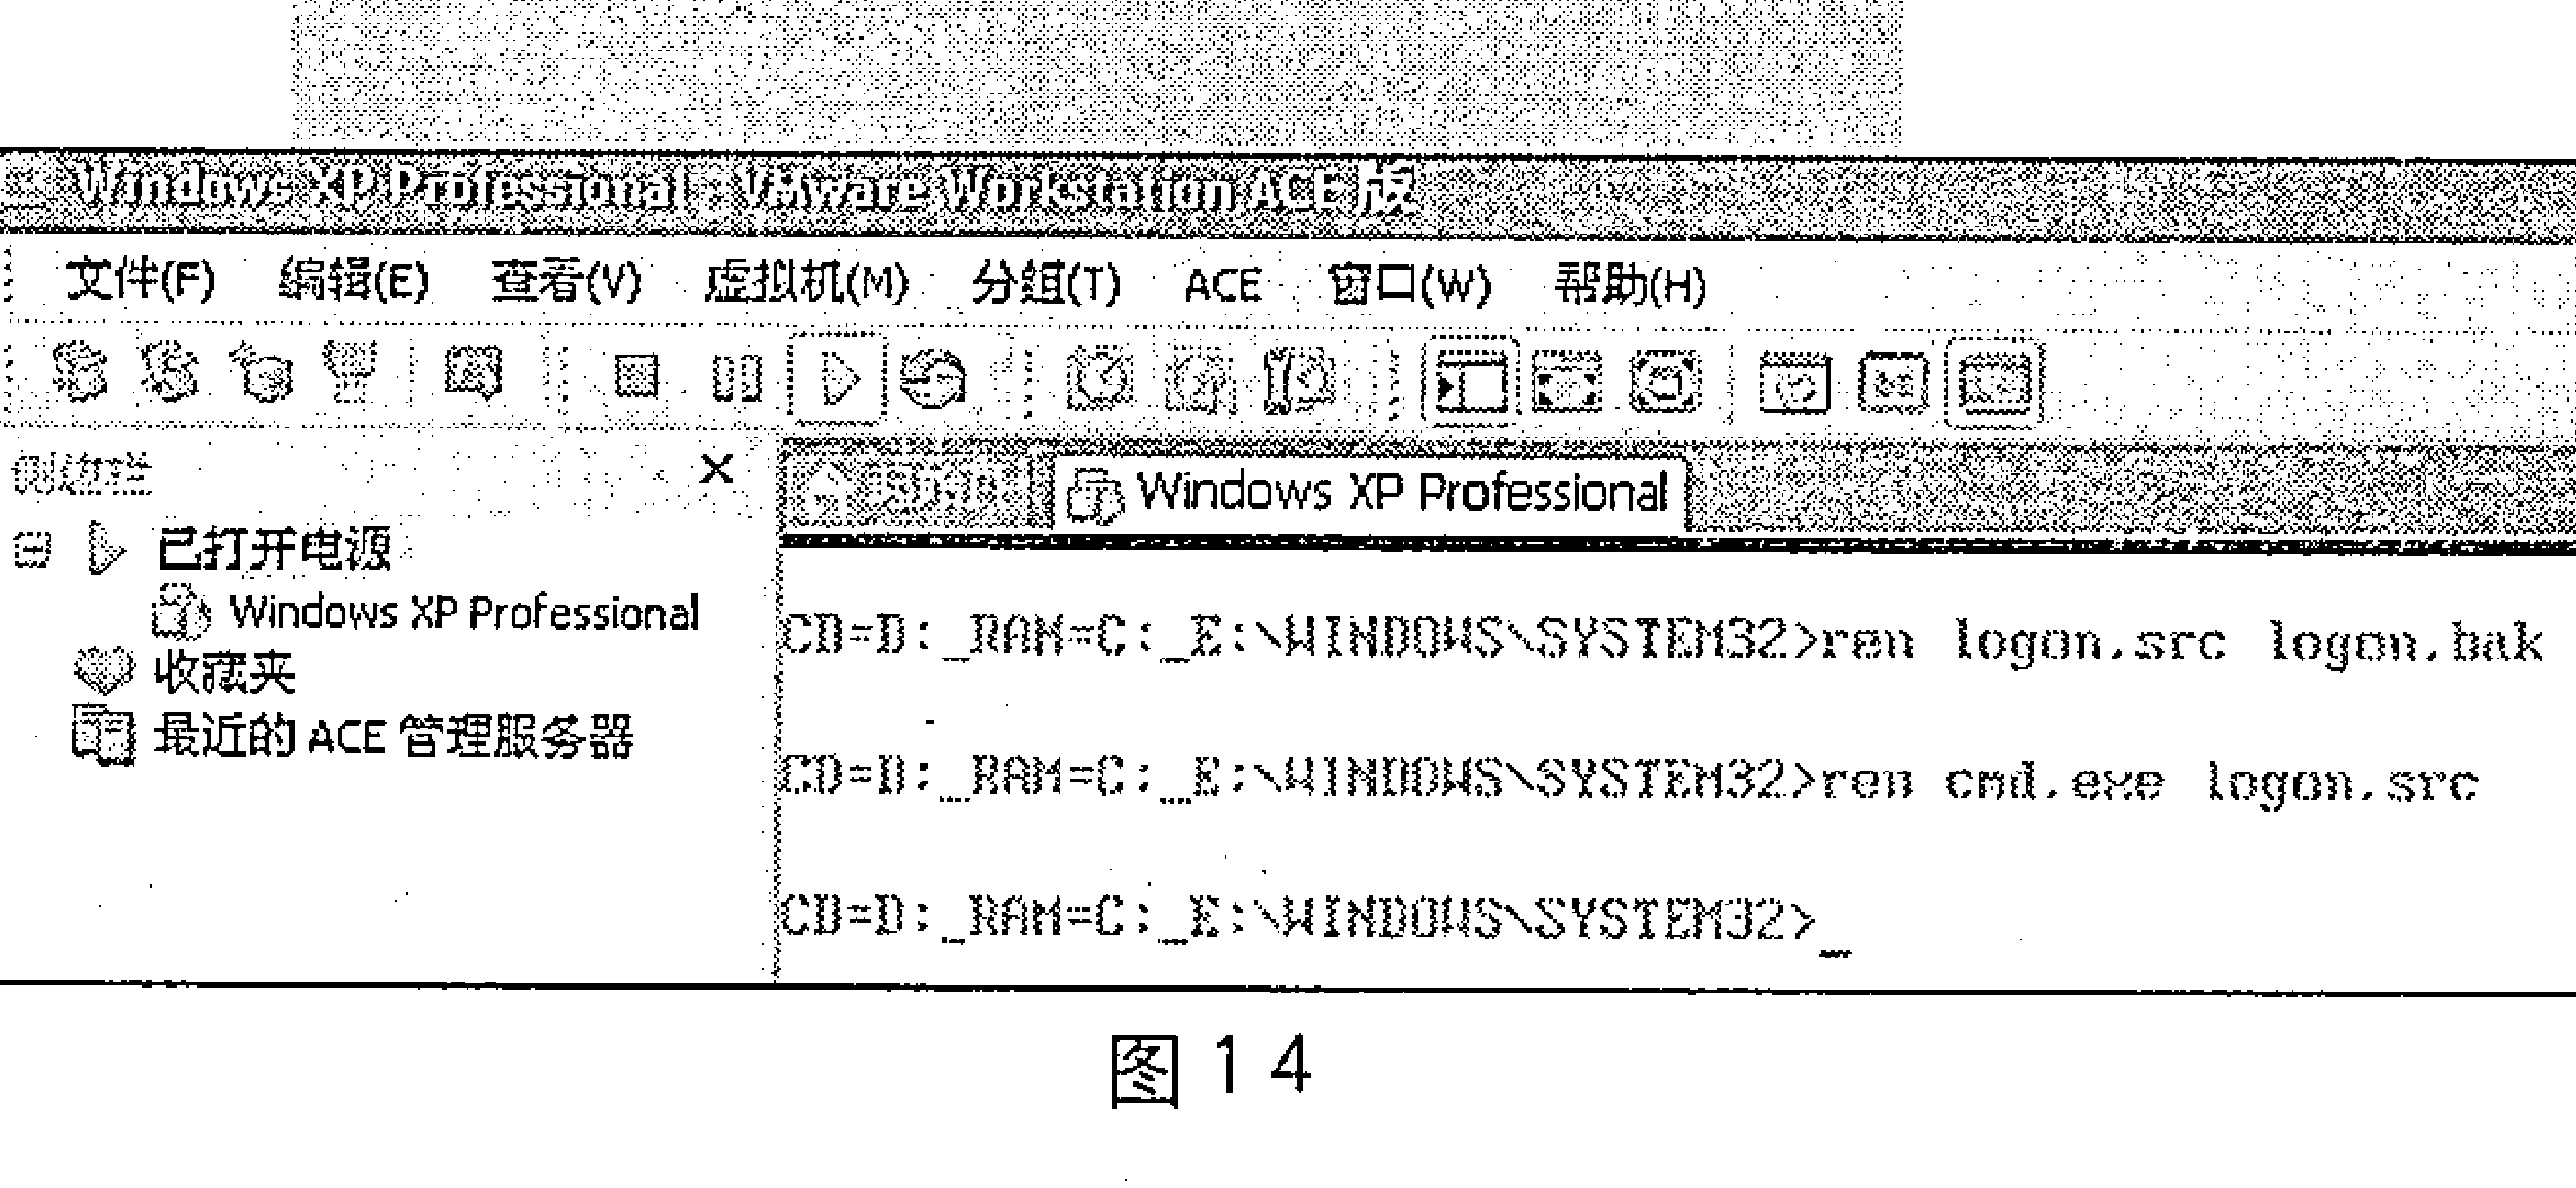 Windows XP Professional - VMware Workstation ACE 版
文件(F) 编辑(E) 查看(V) 虚拟机(M) 分组(T) ACE 窗口(W) 帮助(H)
侧边栏 ×
Windows XP Professional
已打开电源
Windows XP Professional
收藏夹
最近的 ACE 管理服务器
CD=D:_RAM=C:_E:\WINDOWS\SYSTEM32>ren logon.src logon.bak
CD=D:_RAM=C:_E:\WINDOWS\SYSTEM32>ren cmd.exe logon.src
CD=D:_RAM=C:_E:\WINDOWS\SYSTEM32>_
图 14